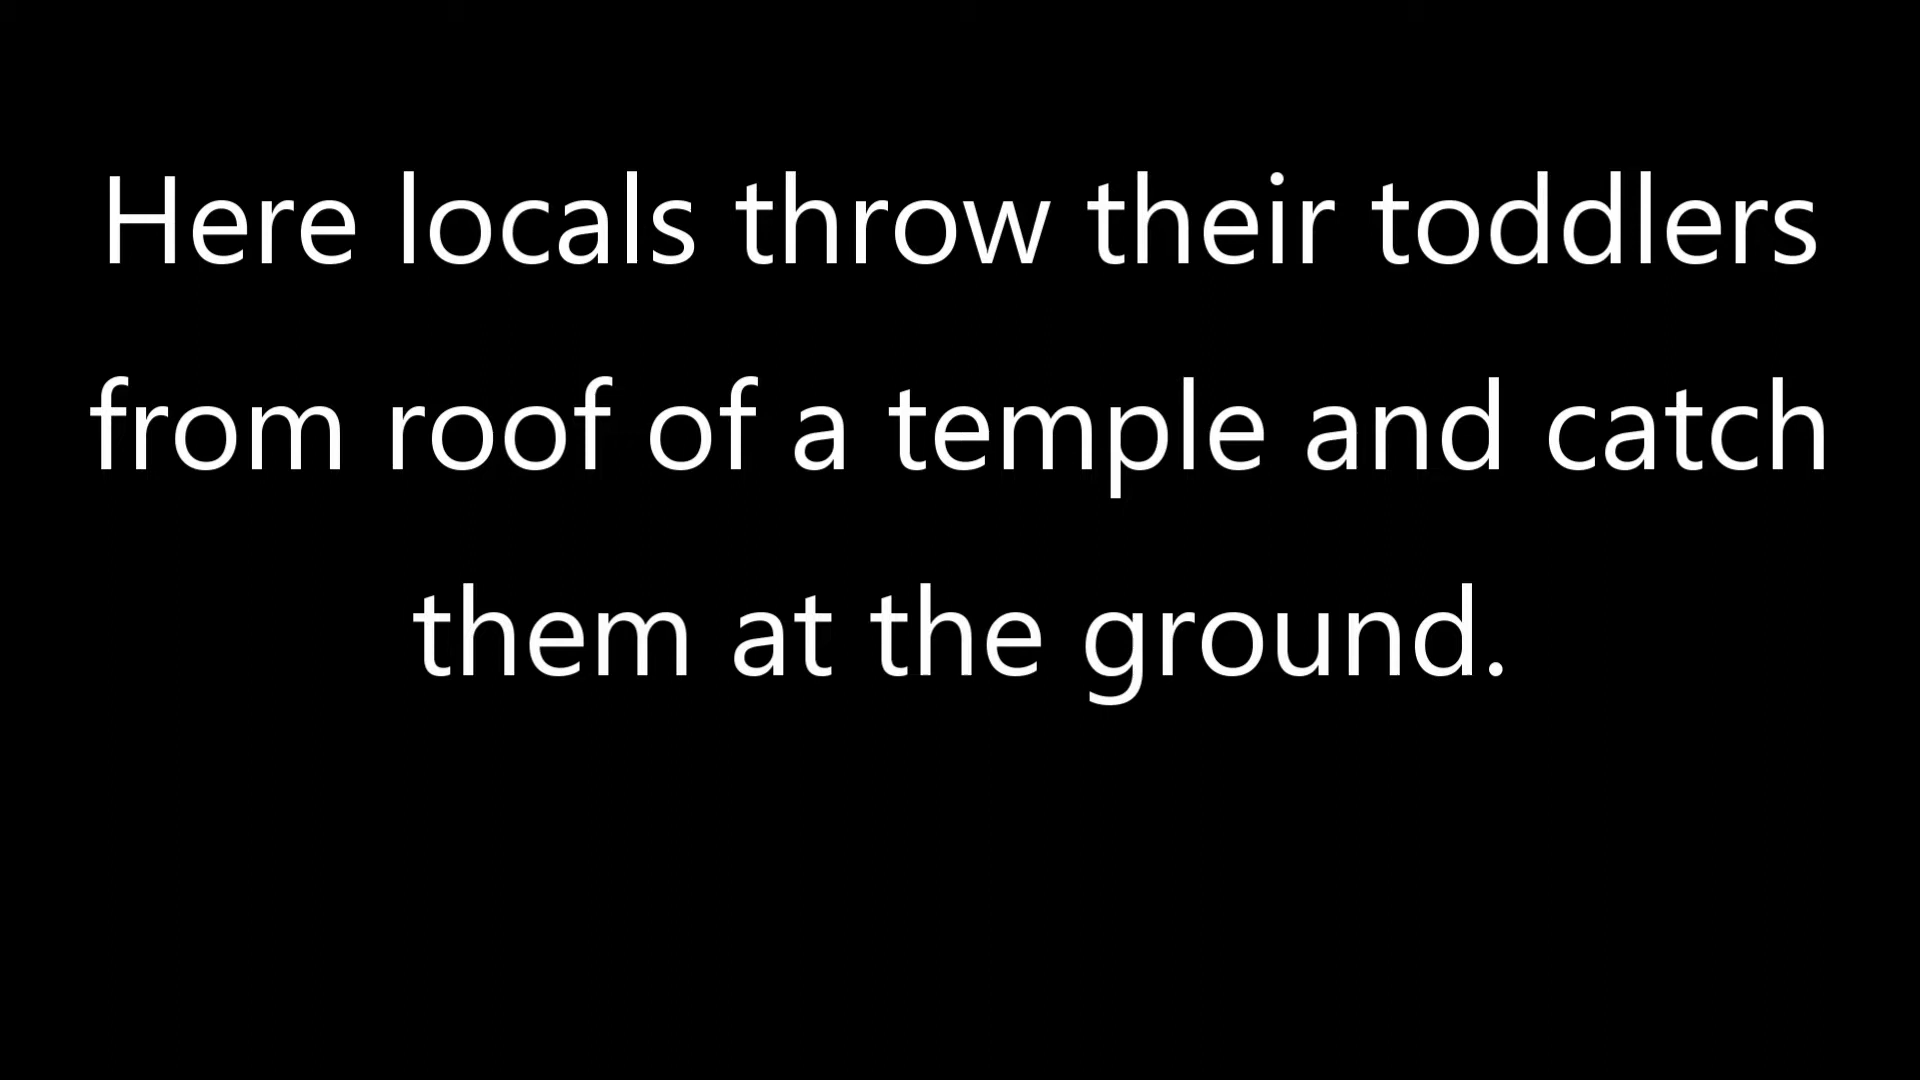 Here locals throw their toddlers
from roof of a temple and catch
them at the ground.